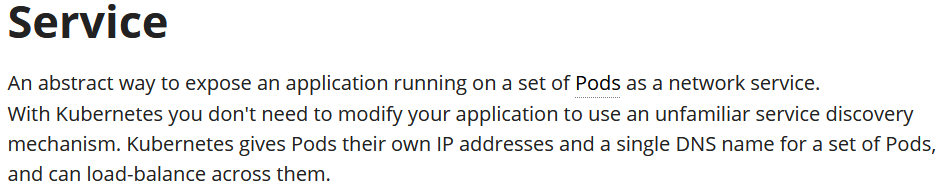 Service
An abstract way to expose an application running on a set of Pods as a network service.
With Kubernetes you don't need to modify your application to use an unfamiliar service discovery
mechanism. Kubernetes gives Pods their own IP addresses and a single DNS name for a set of Pods,
and can load-balance across them.